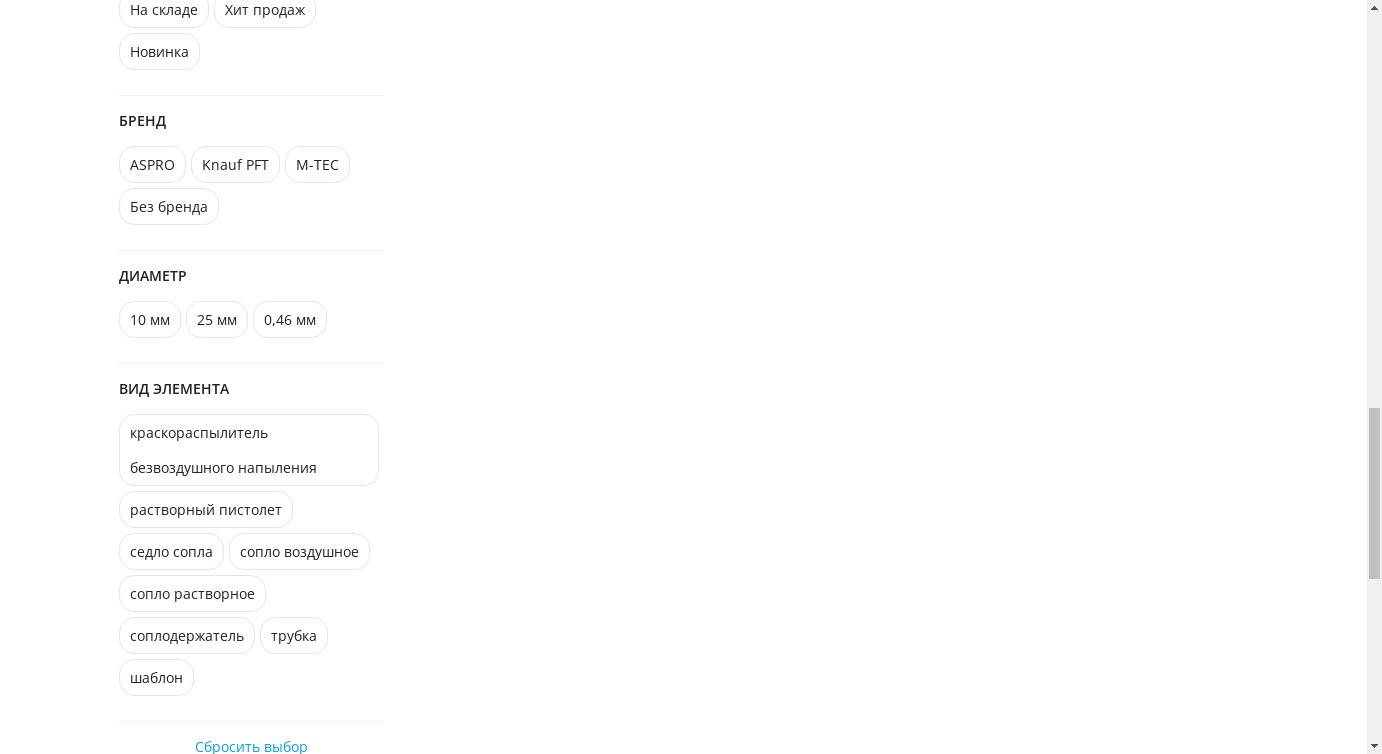 На складе Хит продаж
Новинка
БРЕНД
ASPRO Knauf PFT M-TEC
Без бренда
ДИАМЕТР
10 мм 25 мм 0,46 мм
ВИД ЭЛЕМЕНТА
краскораспылитель
безвоздушного напыления
растворный пистолет
седло сопла сопло воздушное
сопло растворное
соплодержатель трубка
шаблон
Сбросить выбор